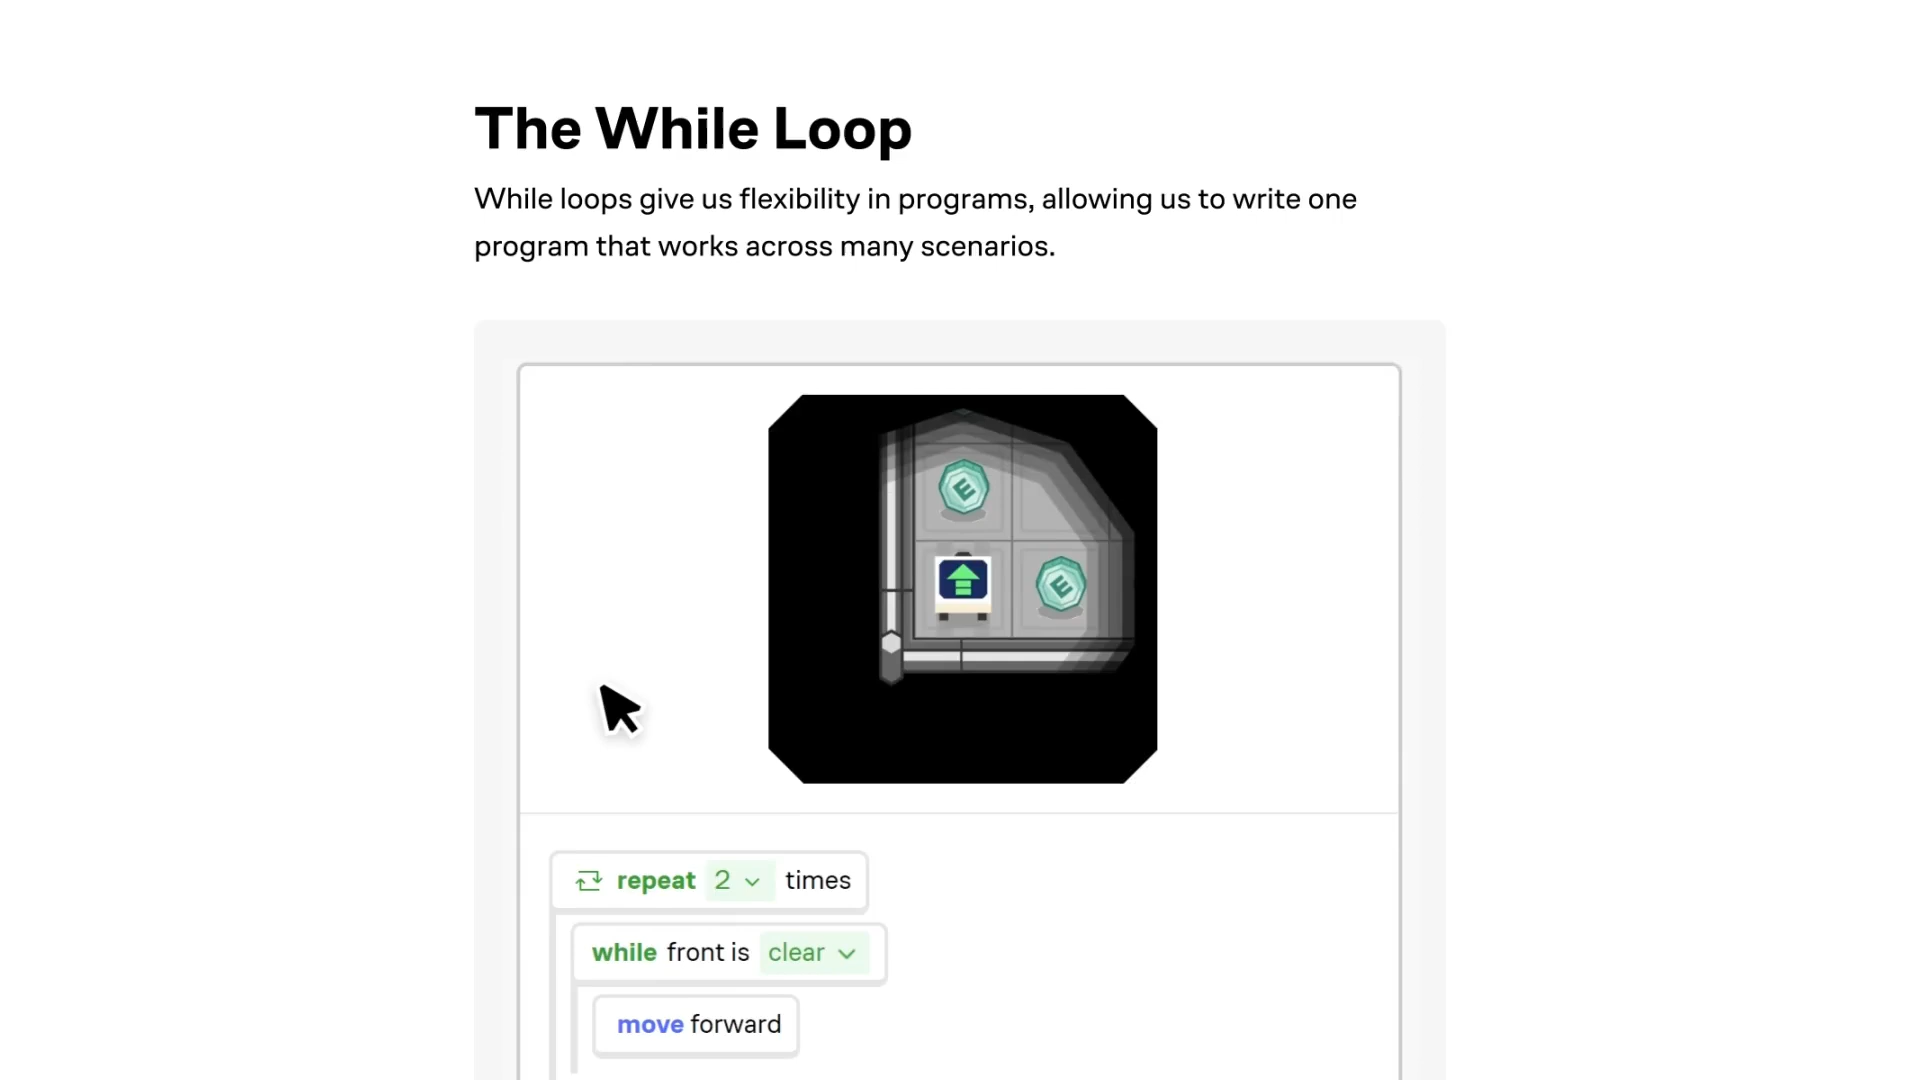 The While Loop
While loops give us flexibility in programs, allowing us to write one
program that works across many scenarios.
E
E
repeat 2 times
while front is clear
move forward